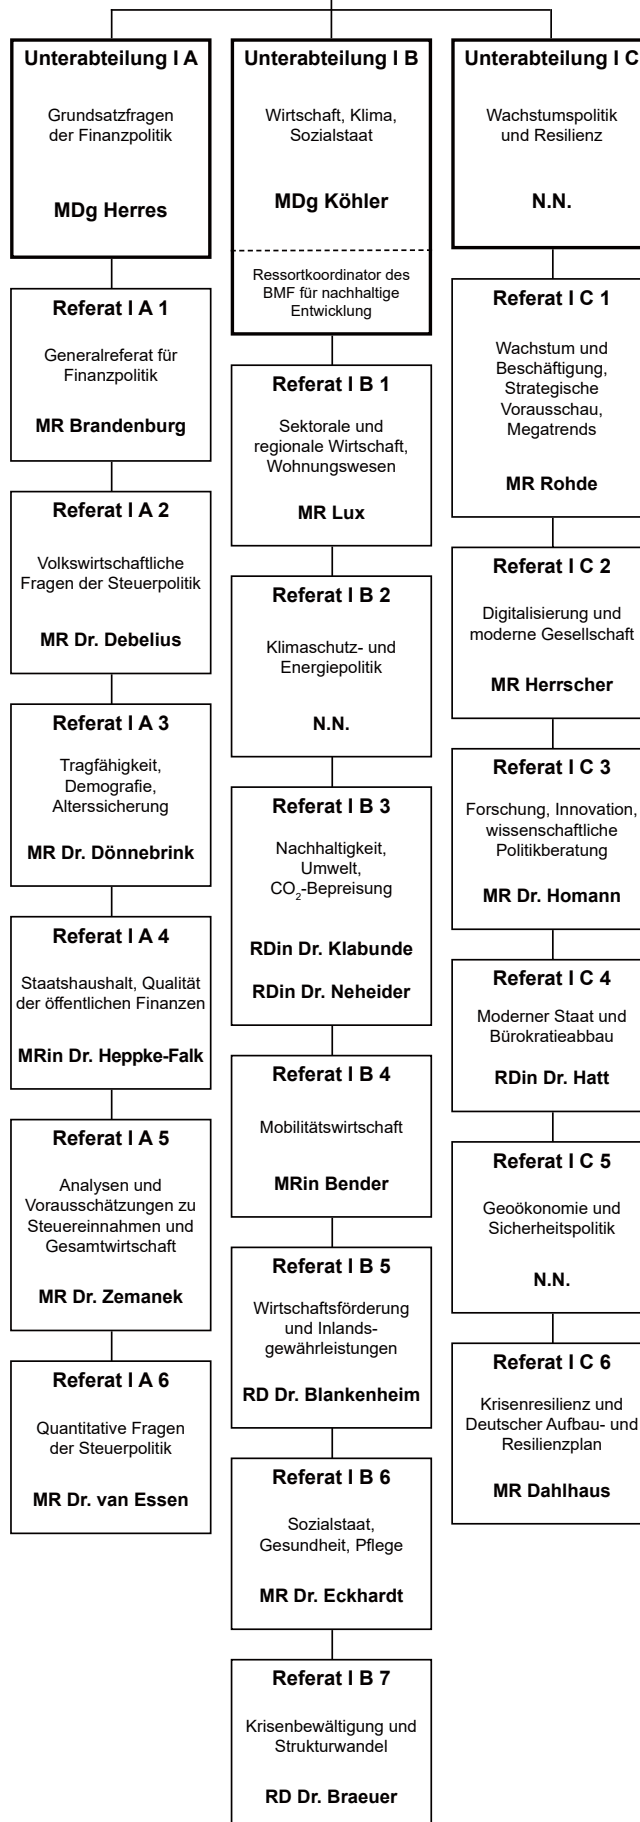 Unterabteilung I A
Grundsatzfragen
der Finanzpolitik
MDg Herres
Referat I A 1
Generalreferat für
Finanzpolitik
MR Brandenburg
Referat I A 2
Volkswirtschaftliche
Fragen der Steuerpolitik
MR Dr. Debelius
Referat I A 3
Tragfähigkeit,
Demografie,
Alterssicherung
MR Dr. Dönnebrink
Referat I A 4
Staatshaushalt, Qualität
der öffentlichen Finanzen
MRin Dr. Heppke-Falk
Referat I A 5
Analysen und
Vorausschätzungen zu
Steuereinnahmen und
Gesamtwirtschaft
MR Dr. Zemanek
Referat I A 6
Quantitative Fragen
der Steuerpolitik
MR Dr. van Essen
Unterabteilung I B
Wirtschaft, Klima,
Sozialstaat
MDg Köhler
Ressortkoordinator des
BMF für nachhaltige
Entwicklung
Referat I B 1
Sektorale und
regionale Wirtschaft,
Wohnungswesen
MR Lux
Referat I B 2
Klimaschutz- und
Energiepolitik
N.N.
Referat I B 3
Nachhaltigkeit,
Umwelt,
CO₂-Bepreisung
RDin Dr. Klabunde
RDin Dr. Neheider
Referat I B 4
Mobilitätswirtschaft
MRin Bender
Referat I B 5
Wirtschaftsförderung
und Inlands-
gewährleistungen
RD Dr. Blankenheim
Referat I B 6
Sozialstaat,
Gesundheit, Pflege
MR Dr. Eckhardt
Referat I B 7
Krisenbewältigung und
Strukturwandel
RD Dr. Braeuer
Unterabteilung I C
Wachstumspolitik
und Resilienz
N.N.
Referat I C 1
Wachstum und
Beschäftigung,
Strategische
Vorausschau,
Megatrends
MR Rohde
Referat I C 2
Digitalisierung und
moderne Gesellschaft
MR Herrscher
Referat I C 3
Forschung, Innovation,
wissenschaftliche
Politikberatung
MR Dr. Homann
Referat I C 4
Moderner Staat und
Bürokratieabbau
RDin Dr. Hatt
Referat I C 5
Geoökonomie und
Sicherheitspolitik
N.N.
Referat I C 6
Krisenresilienz und
Deutscher Aufbau- und
Resilienzplan
MR Dahlhaus